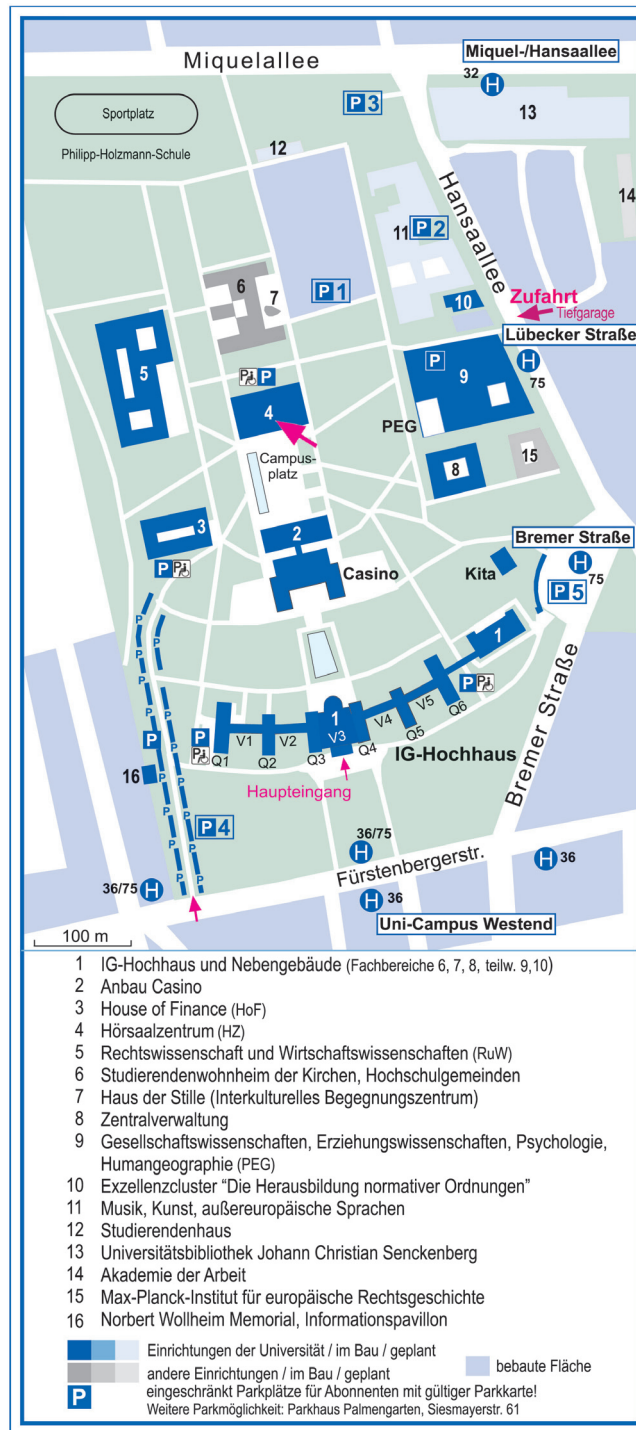 Miquelallee
Miquel-/Hansaallee
32
H
13
Sportplatz
Philipp-Holzmann-Schule
P 3
12
14
Hansaallee
11
P 2
6
7
P 1
10
Zufahrt
Tiefgarage
Lübecker Straße
H
75
5
P
9
P P
4
PEG
Campus-
platz
8
15
3
2
Bremer Straße
H
75
P 5
P P
Casino
Kita
1
P P
1
V1
V2
V3
V4
V5
Q1
Q2
Q3
Q4
Q5
Q6
P
P
P
IG-Hochhaus
Haupteingang
Bremer Straße
16
P
P 4
P P P P P P P P P P P P P P P P P P
36/75
H
36/75
H
Fürstenbergerstr.
H 36
H 36
Uni-Campus Westend
100 m
1 IG-Hochhaus und Nebengebäude (Fachbereiche 6, 7, 8, teilw. 9,10)
2 Anbau Casino
3 House of Finance (HoF)
4 Hörsaalzentrum (HZ)
5 Rechtswissenschaft und Wirtschaftswissenschaften (RuW)
6 Studierendenwohnheim der Kirchen, Hochschulgemeinden
7 Haus der Stille (Interkulturelles Begegnungszentrum)
8 Zentralverwaltung
9 Gesellschaftswissenschaften, Erziehungswissenschaften, Psychologie,
Humangeographie (PEG)
10 Exzellenzcluster “Die Herausbildung normativer Ordnungen”
11 Musik, Kunst, außereuropäische Sprachen
12 Studierendenhaus
13 Universitätsbibliothek Johann Christian Senckenberg
14 Akademie der Arbeit
15 Max-Planck-Institut für europäische Rechtsgeschichte
16 Norbert Wollheim Memorial, Informationspavillon
Einrichtungen der Universität / im Bau / geplant
andere Einrichtungen / im Bau / geplant
bebaute Fläche
P eingeschränkt Parkplätze für Abonnenten mit gültiger Parkkarte!
Weitere Parkmöglichkeit: Parkhaus Palmengarten, Siesmayerstr. 61